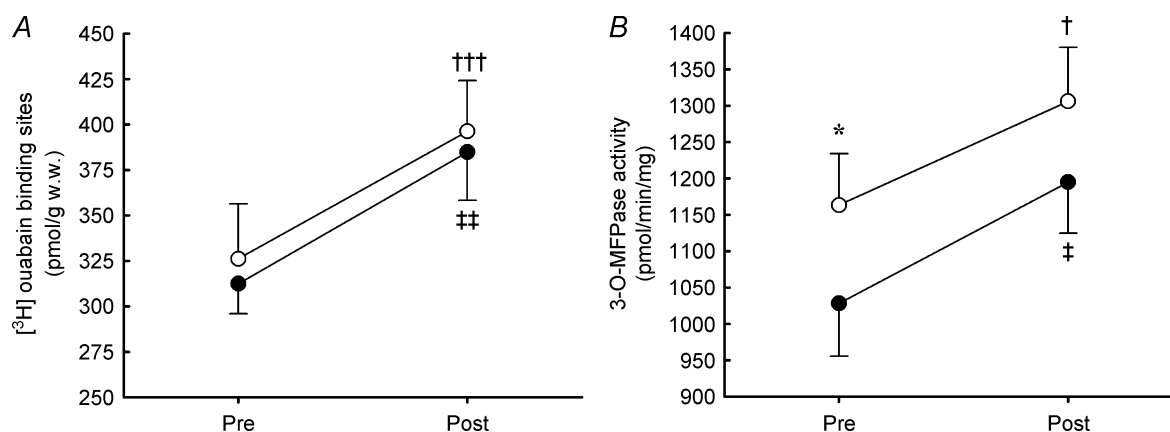 A
[³H] ouabain binding sites
(pmol/g w.w.)
450
425
400
375
350
325
300
275
250
†††
‡‡
Pre
Post
B
3-O-MFPase activity
(pmol/min/mg)
1400
1350
1300
1250
1200
1150
1100
1050
1000
950
900
*
†
‡
Pre
Post